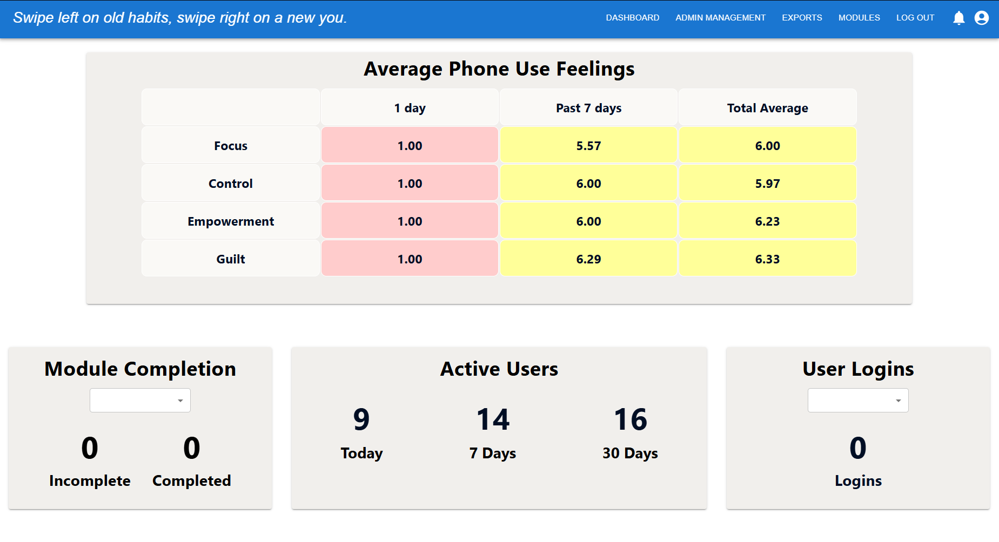 Swipe left on old habits, swipe right on a new you.
DASHBOARD ADMIN MANAGEMENT EXPORTS MODULES LOG OUT
Average Phone Use Feelings
1 day Past 7 days Total Average
Focus 1.00 5.57 6.00
Control 1.00 6.00 5.97
Empowerment 1.00 6.00 6.23
Guilt 1.00 6.29 6.33
Module Completion
0 0
Incomplete Completed
Active Users
9 14 16
Today 7 Days 30 Days
User Logins
0
Logins